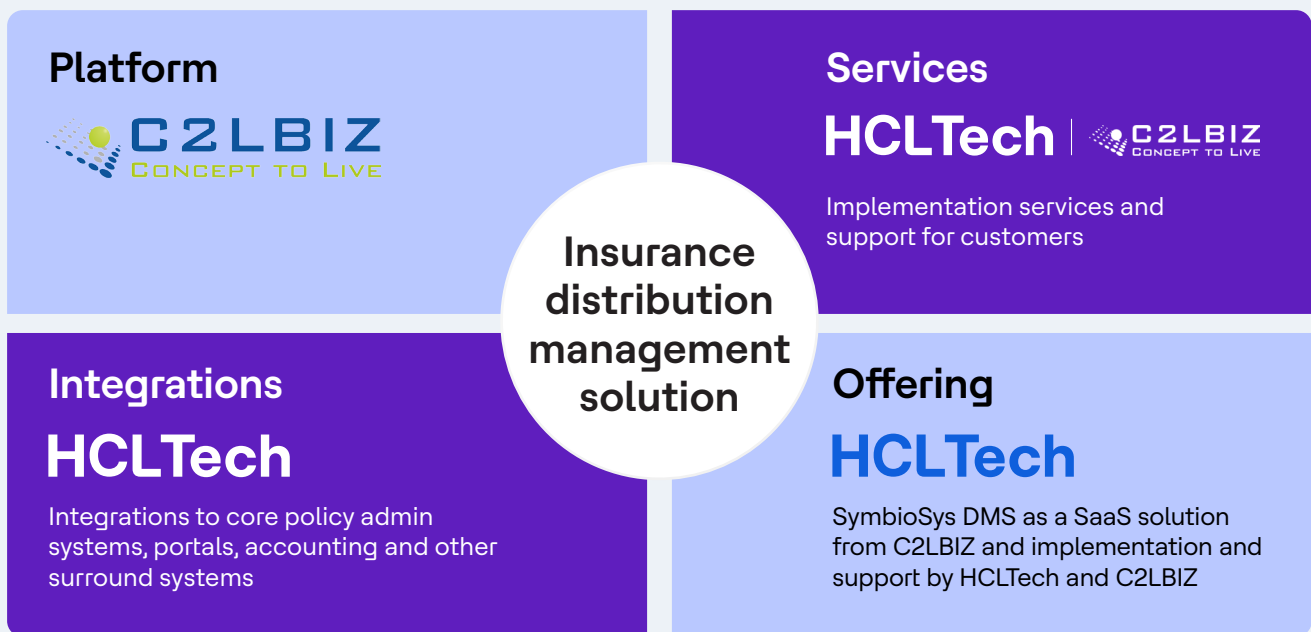 Platform
C2LBIZ
CONCEPT TO LIVE
Services
HCLTech
C2LBIZ
CONCEPT TO LIVE
Implementation services and
support for customers
Insurance
distribution
management
solution
Integrations
HCLTech
Integrations to core policy admin
systems, portals, accounting and other
surround systems
Offering
HCLTech
SymbioSys DMS as a SaaS solution
from C2LBIZ and implementation and
support by HCLTech and C2LBIZ